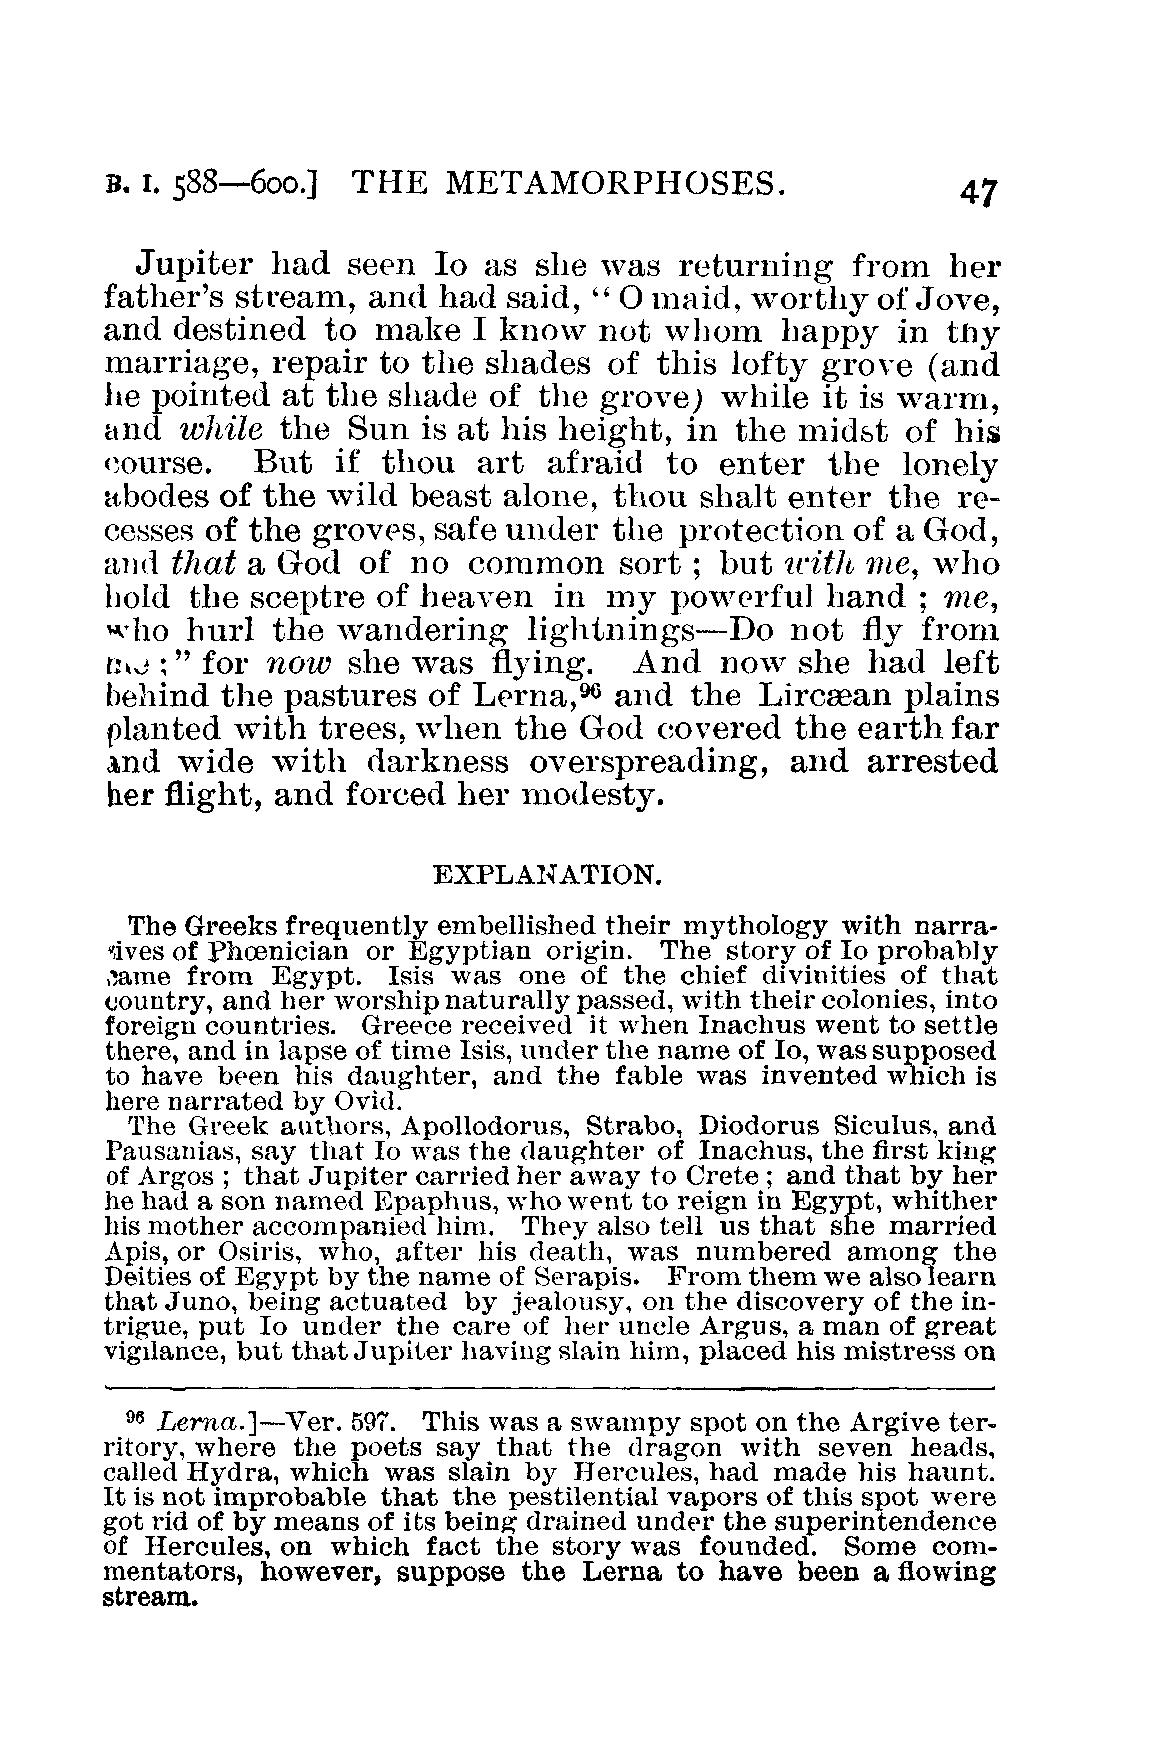 B. I. 588—600.] THE METAMORPHOSES. 47
Jupiter had seen Io as she was returning from her
father's stream, and had said, “ O maid, worthy of Jove,
and destined to make I know not whom happy in thy
marriage, repair to the shades of this lofty grove (and
he pointed at the shade of the grove) while it is warm,
and while the Sun is at his height, in the midst of his
course. But if thou art afraid to enter the lonely
abodes of the wild beast alone, thou shalt enter the re-
cesses of the groves, safe under the protection of a God,
and that a God of no common sort ; but with me, who
hold the sceptre of heaven in my powerful hand ; me,
who hurl the wandering lightnings—Do not fly from
me ;” for now she was flying. And now she had left
behind the pastures of Lerna,⁹⁶ and the Lircæan plains
planted with trees, when the God covered the earth far
and wide with darkness overspreading, and arrested
her flight, and forced her modesty.
EXPLANATION.
The Greeks frequently embellished their mythology with narra-
tives of Phœnician or Egyptian origin. The story of Io probably
came from Egypt. Isis was one of the chief divinities of that
country, and her worship naturally passed, with their colonies, into
foreign countries. Greece received it when Inachus went to settle
there, and in lapse of time Isis, under the name of Io, was supposed
to have been his daughter, and the fable was invented which is
here narrated by Ovid.
The Greek authors, Apollodorus, Strabo, Diodorus Siculus, and
Pausanias, say that Io was the daughter of Inachus, the first king
of Argos ; that Jupiter carried her away to Crete ; and that by her
he had a son named Epaphus, who went to reign in Egypt, whither
his mother accompanied him. They also tell us that she married
Apis, or Osiris, who, after his death, was numbered among the
Deities of Egypt by the name of Serapis. From them we also learn
that Juno, being actuated by jealousy, on the discovery of the in-
trigue, put Io under the care of her uncle Argus, a man of great
vigilance, but that Jupiter having slain him, placed his mistress on
⁹⁶ Lerna.]—Ver. 597. This was a swampy spot on the Argive ter-
ritory, where the poets say that the dragon with seven heads,
called Hydra, which was slain by Hercules, had made his haunt.
It is not improbable that the pestilential vapors of this spot were
got rid of by means of its being drained under the superintendence
of Hercules, on which fact the story was founded. Some com-
mentators, however, suppose the Lerna to have been a flowing
stream.